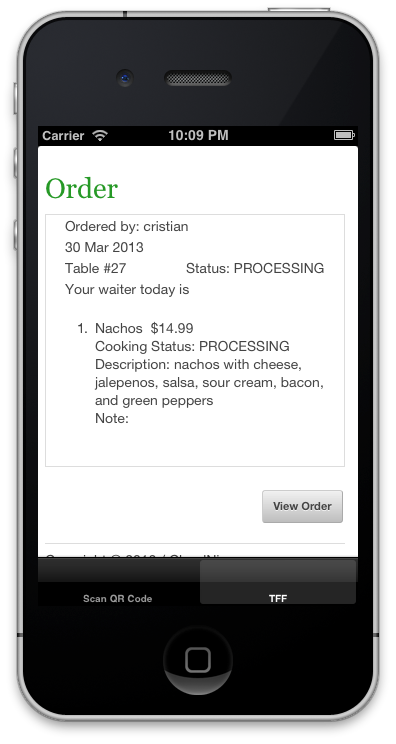 Carrier 10:09 PM
Order
Ordered by: cristian
30 Mar 2013
Table #27 Status: PROCESSING
Your waiter today is
1. Nachos $14.99
Cooking Status: PROCESSING
Description: nachos with cheese,
jalepenos, salsa, sour cream, bacon,
and green peppers
Note:
View Order
Scan QR Code TFF